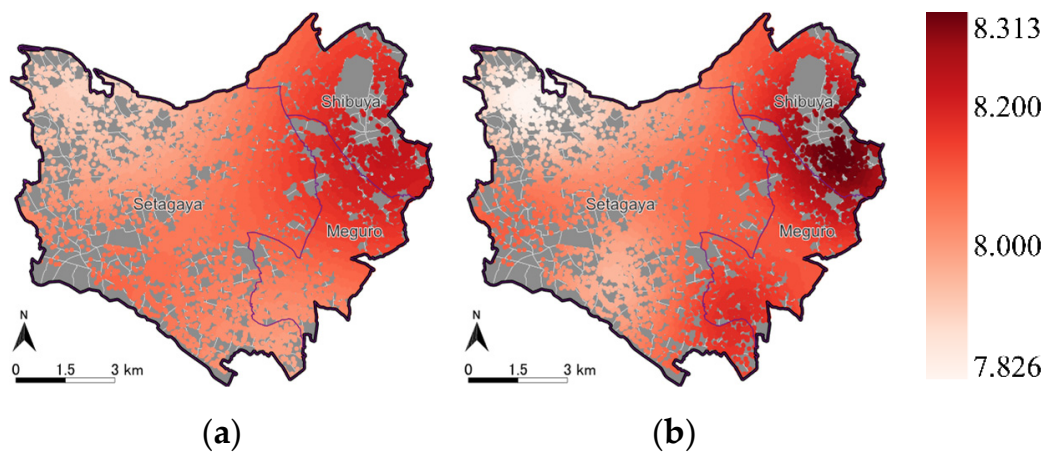 Shibuya
Setagaya
Meguro
N
0 1.5 3 km
(a)
Shibuya
Setagaya
Meguro
N
0 1.5 3 km
(b)
8.313
8.200
8.000
7.826